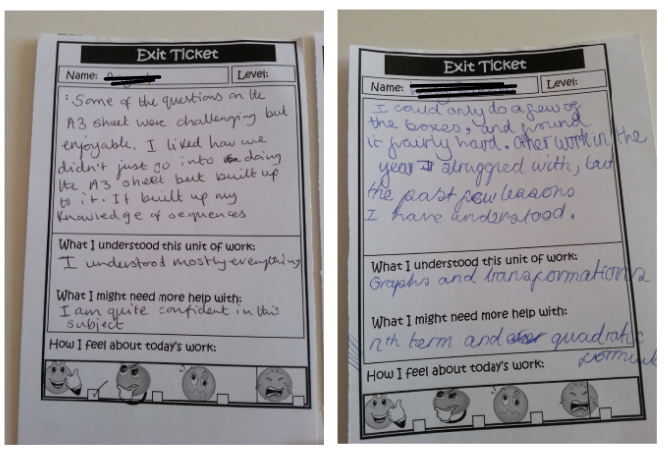 Exit Ticket
Name:
Level:
: Some of the questions on the
A3 sheet were challenging but
enjoyable. I liked how we
didn't just go into doing
the A3 sheet but built up
to it. It built up my
knowledge of sequences
What I understood this unit of work:
I understood mostly everything
What I might need more help with:
I am quite confident in this
subject
How I feel about today's work:
Exit Ticket
Name:
Level:
I could only do a few of
the boxes, and found
it fairly hard. Other work in the
year I struggled with, but
the past few lessons
I have understood.
What I understood this unit of work:
Graphs and transformations
What I might need more help with:
nth term and quadratic
formula
How I feel about today's work: